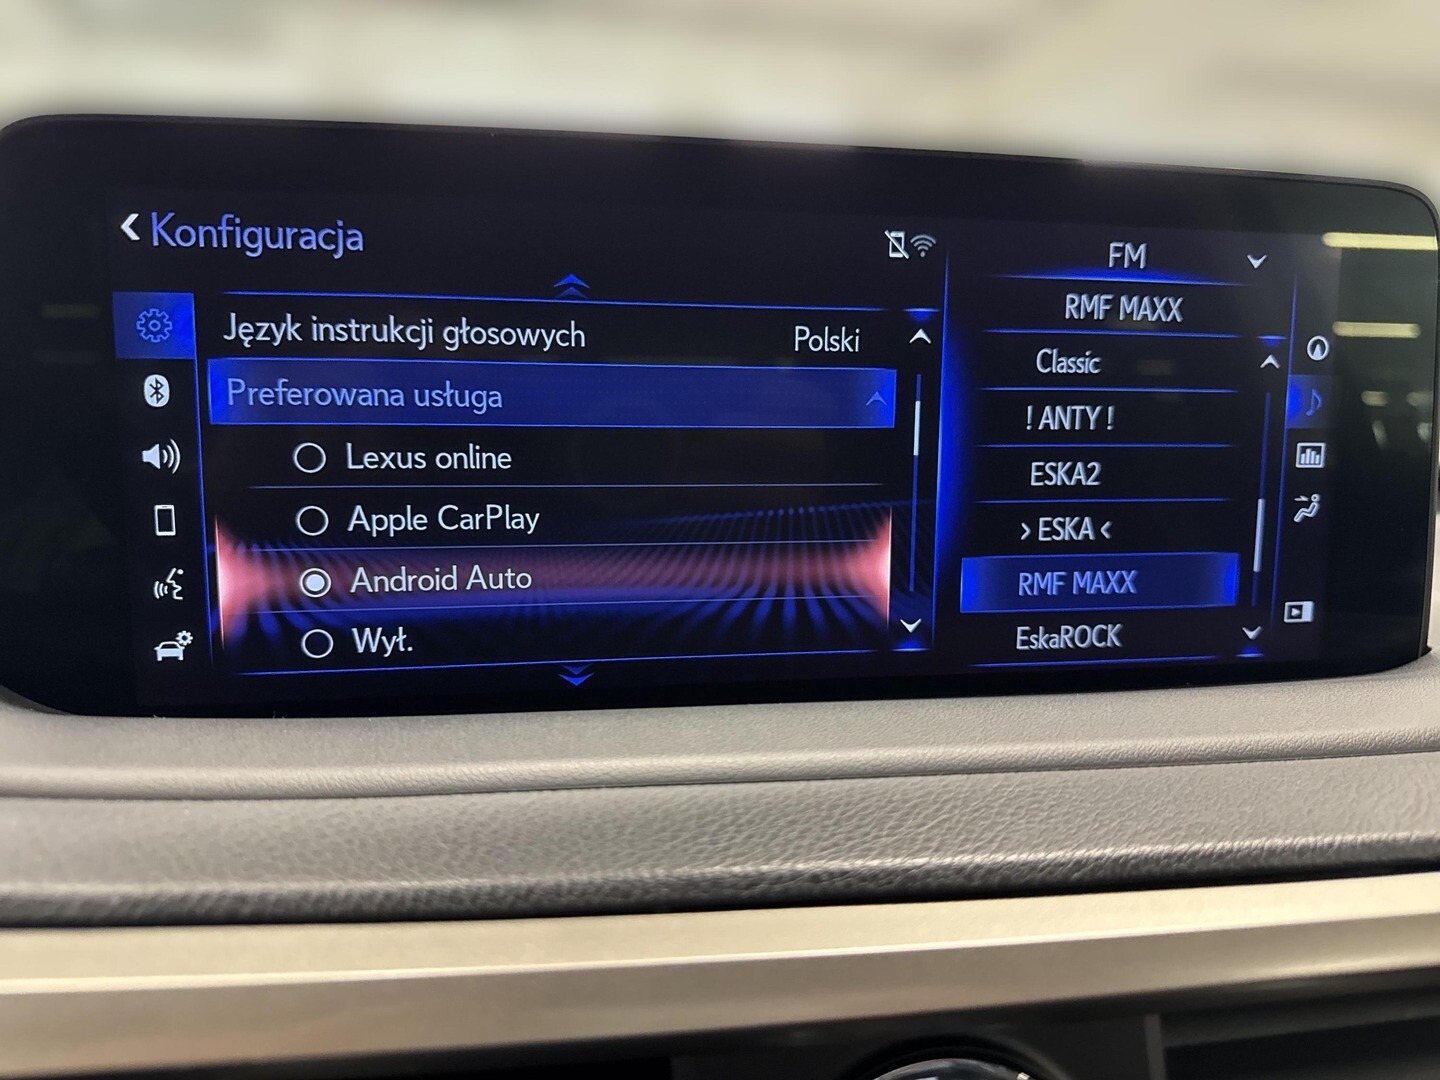 Konfiguracja
Język instrukcji głosowych Polski
Preferowana usługa
Lexus online
Apple CarPlay
Android Auto
Wył.
FM
RMF MAXX
Classic
! ANTY !
ESKA2
> ESKA <
RMF MAXX
EskaROCK